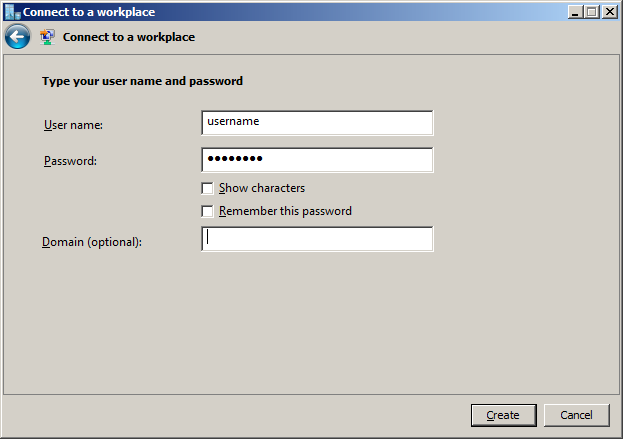 Connect to a workplace
Connect to a workplace
Type your user name and password
User name: username
Password: ●●●●●●●●
Show characters
Remember this password
Domain (optional):
Create Cancel